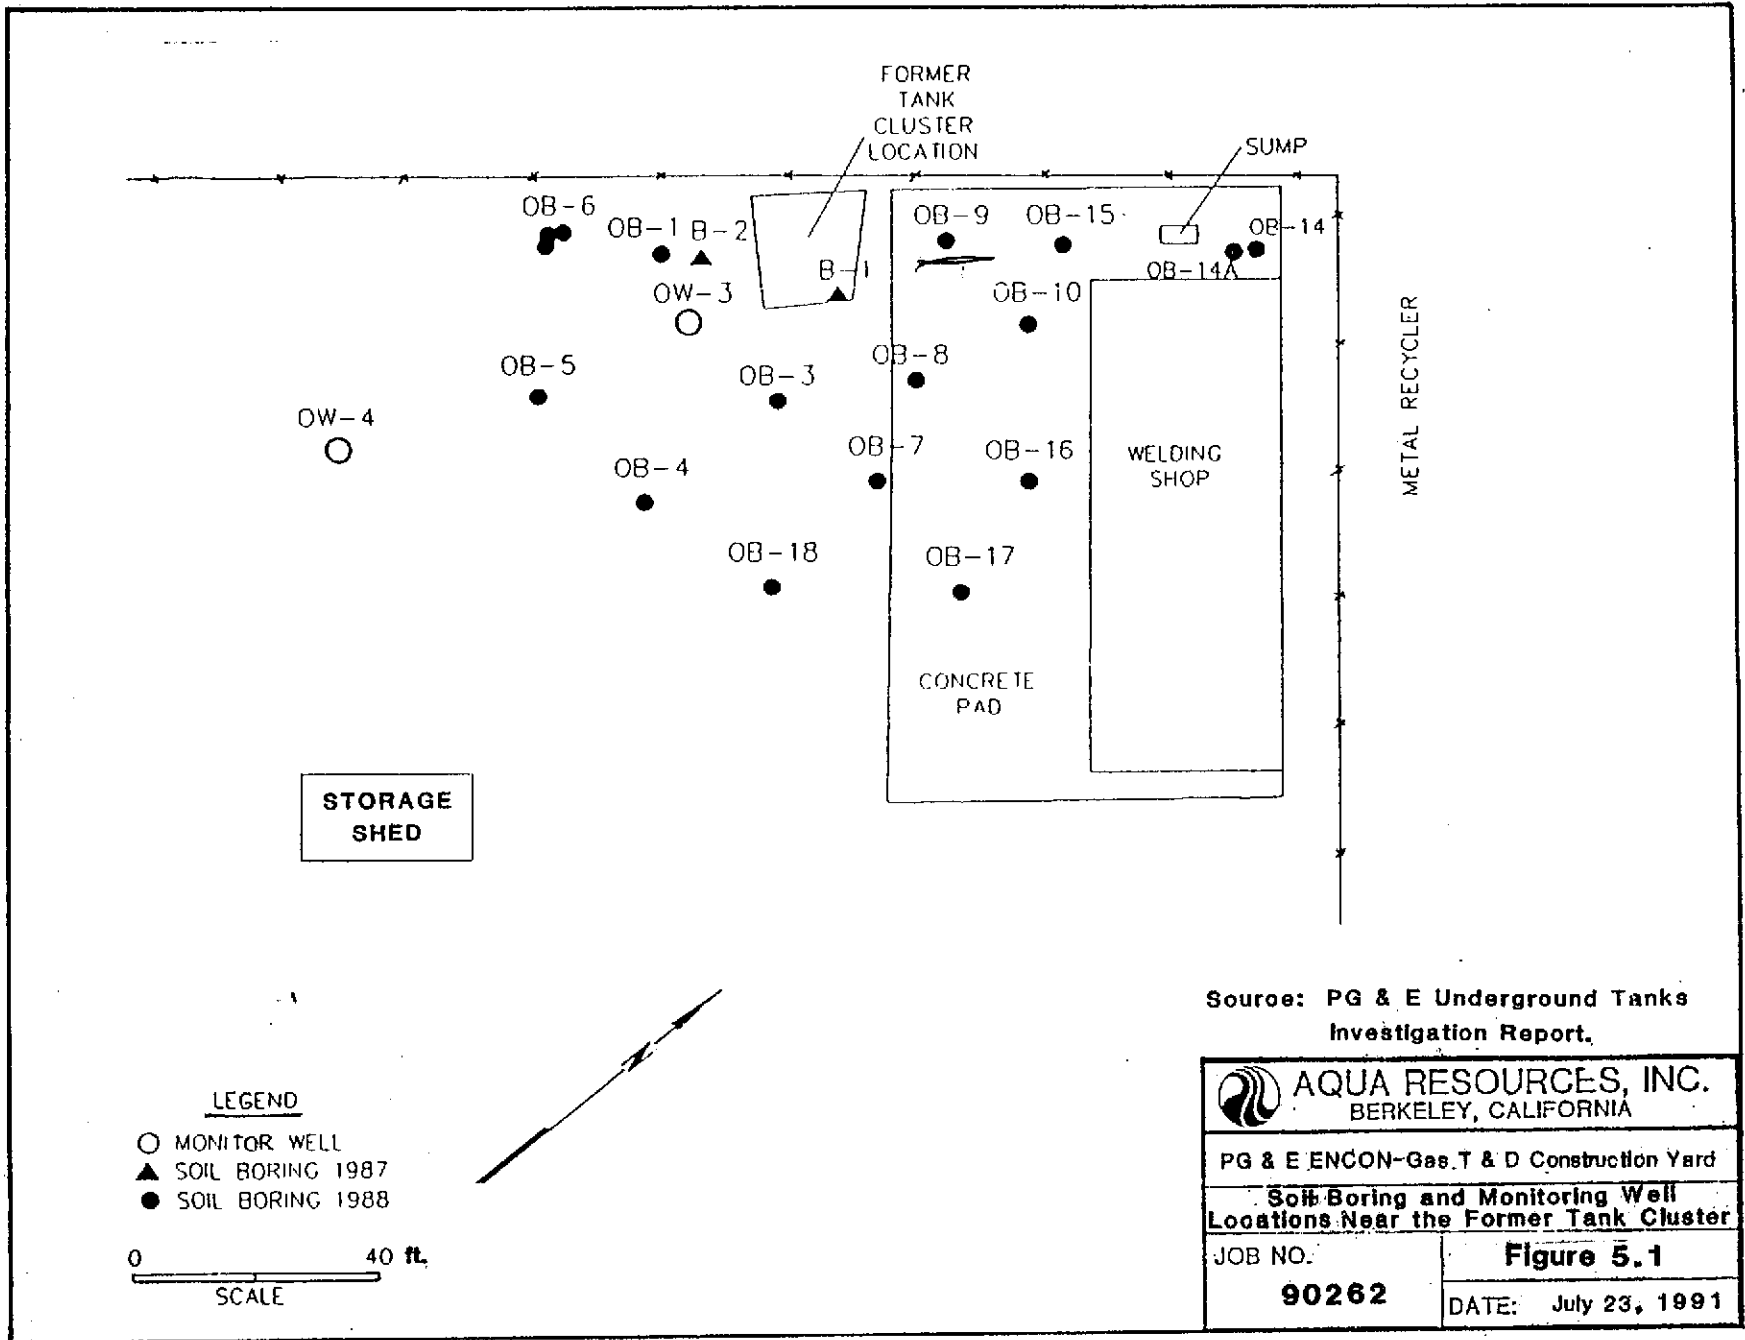 FORMER
TANK
CLUSTER
LOCATION
SUMP
OB-6
OB-1
B-2
B-1
OB-9
OB-15
OB-14
OB-14A
OW-3
OB-10
OB-8
OB-5
OB-3
OW-4
OB-7
OB-16
OB-4
WELDING
SHOP
METAL RECYCLER
OB-18
OB-17
CONCRETE
PAD
STORAGE
SHED
N
Source: PG & E Underground Tanks
Investigation Report.
LEGEND
MONITOR WELL
SOIL BORING 1987
SOIL BORING 1988
0 40 ft.
SCALE
AQUA RESOURCES, INC.
BERKELEY, CALIFORNIA
PG & E ENCON-Gas T & D Construction Yard
Soil Boring and Monitoring Well
Locations Near the Former Tank Cluster
JOB NO.
90262
Figure 5.1
DATE: July 23, 1991